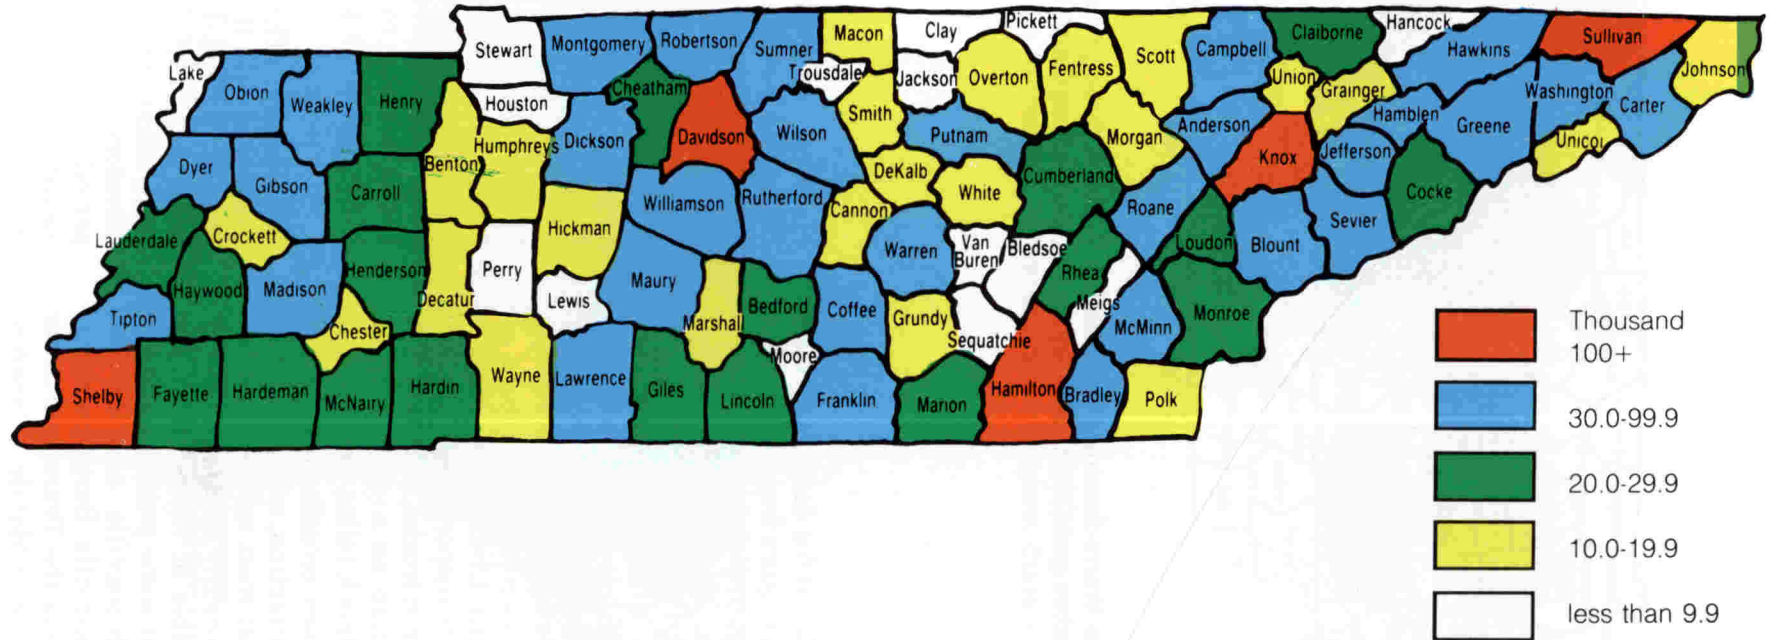 Stewart
Montgomery
Robertson
Sumner
Macon
Clay
Pickett
Scott
Campbell
Claiborne
Hancock
Hawkins
Sullivan
Johnson
Lake
Obion
Weakley
Henry
Houston
Cheatham
Trousdale
Jackson
Overton
Fentress
Union
Grainger
Washington
Carter
Benton
Humphreys
Dickson
Davidson
Wilson
Smith
Putnam
Morgan
Anderson
Hamblen
Greene
Unicoi
Dyer
Gibson
Carroll
Williamson
Rutherford
DeKalb
White
Cumberland
Knox
Jefferson
Cocke
Lauderdale
Crockett
Hickman
Cannon
Warren
Van
Buren
Bledsoe
Roane
Loudon
Blount
Sevier
Haywood
Madison
Henderson
Decatur
Perry
Lewis
Maury
Bedford
Coffee
Rhea
Meigs
Monroe
Tipton
Chester
Marshall
Moore
Grundy
Sequatchie
McMinn
Shelby
Fayette
Hardeman
McNairy
Hardin
Wayne
Lawrence
Giles
Lincoln
Franklin
Marion
Hamilton
Bradley
Polk
Thousand
100+
30.0-99.9
20.0-29.9
10.0-19.9
less than 9.9